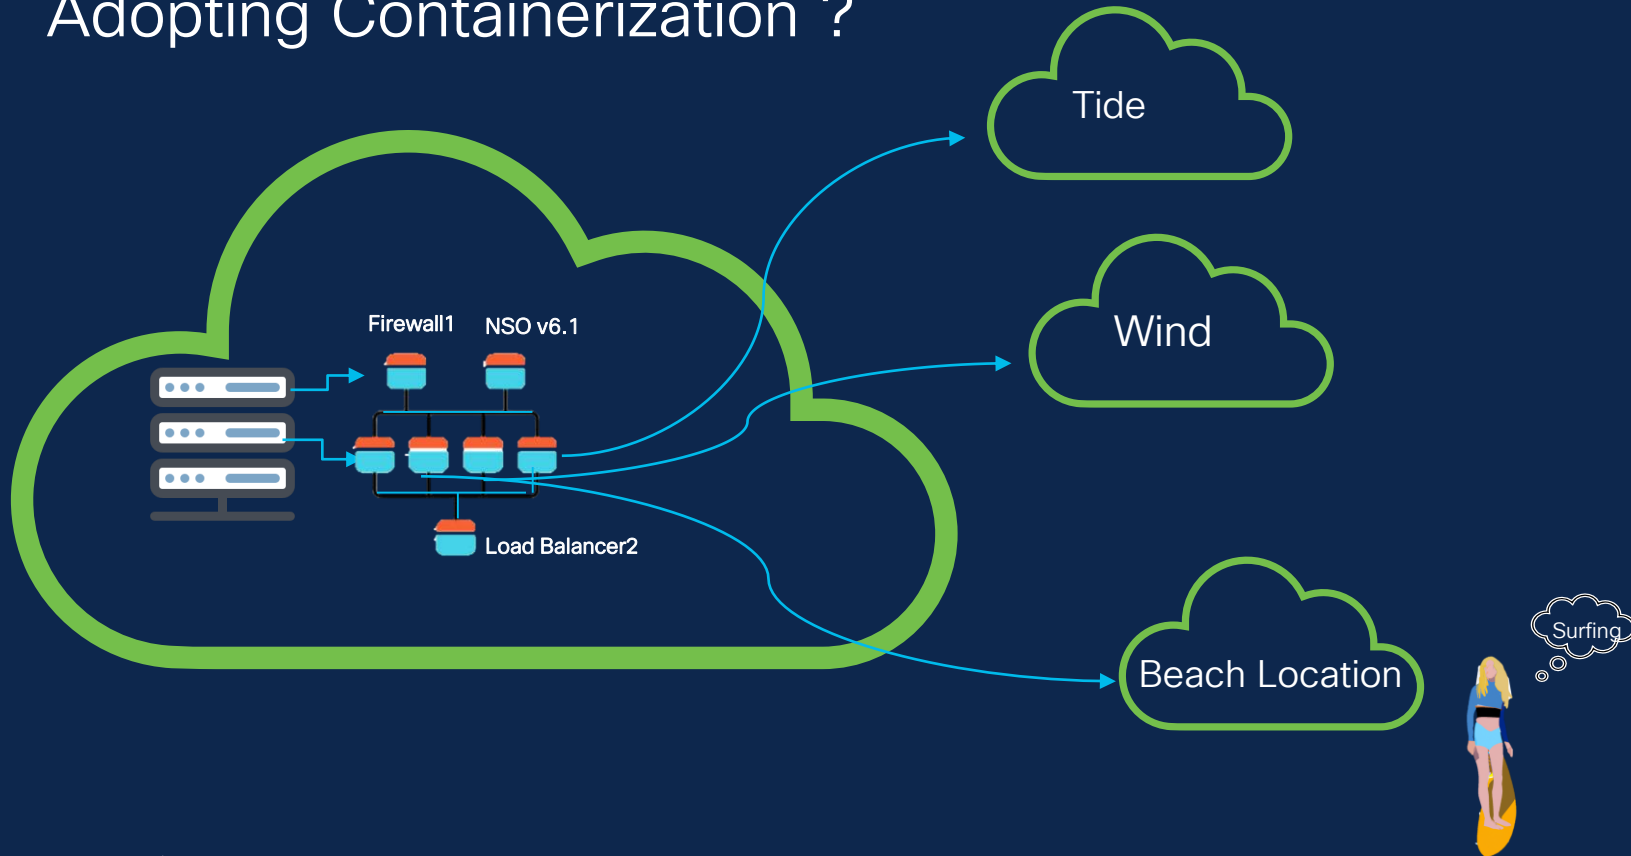 Adopting Containerization ?
Tide
Wind
Firewall1
NSO v6.1
Load Balancer2
Surfing
Beach Location